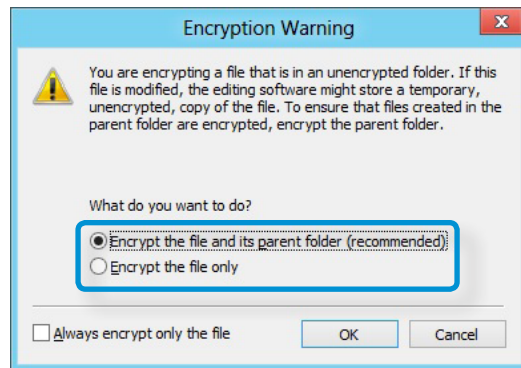 Encryption Warning
x
You are encrypting a file that is in an unencrypted folder. If this
file is modified, the editing software might store a temporary,
unencrypted, copy of the file. To ensure that files created in the
parent folder are encrypted, encrypt the parent folder.
What do you want to do?
Encrypt the file and its parent folder (recommended)
Encrypt the file only
Always encrypt only the file OK Cancel